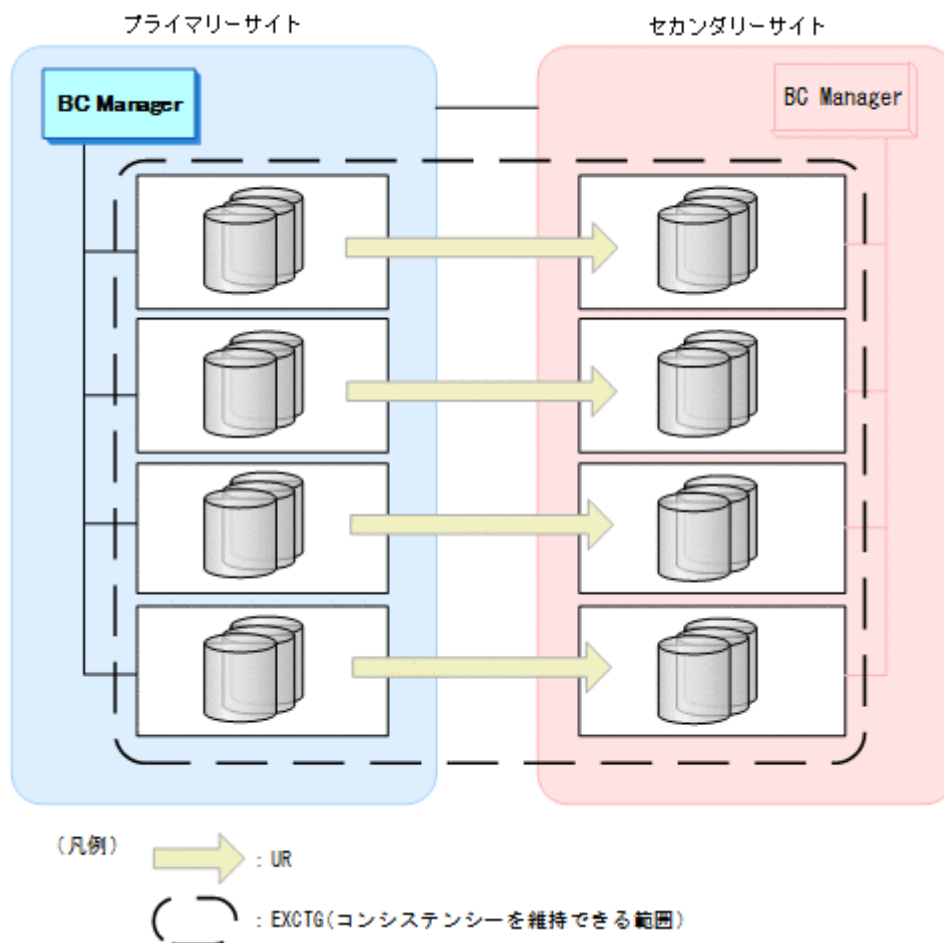 プライマリーサイト
セカンダリーサイト
BC Manager
BC Manager
(凡例)
: UR
: EXCTG(コンシステンシーを維持できる範囲)